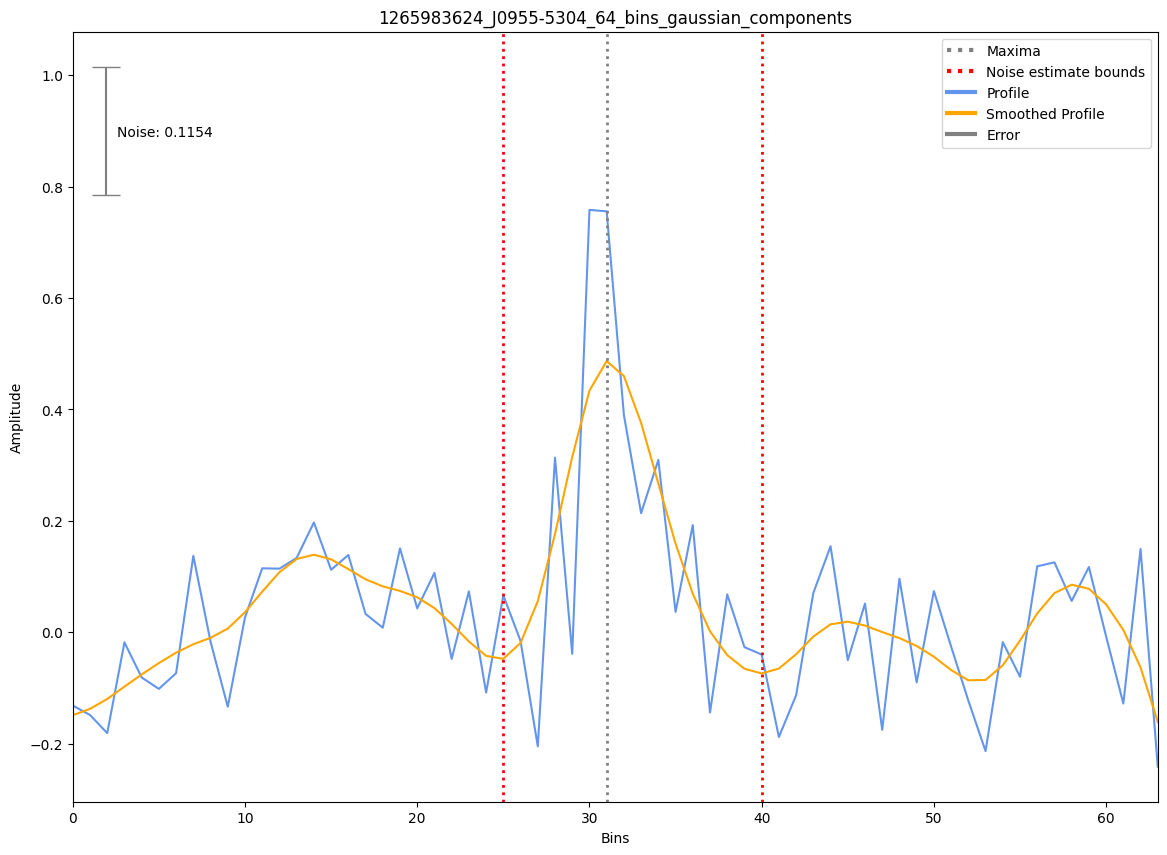 1265983624_J0955-5304_64_bins_gaussian_components
Maxima
Noise estimate bounds
Profile
Smoothed Profile
Error
Noise: 0.1154
1.0
0.8
0.6
0.4
0.2
0.0
−0.2
Amplitude
0 10 20 30 40 50 60
Bins